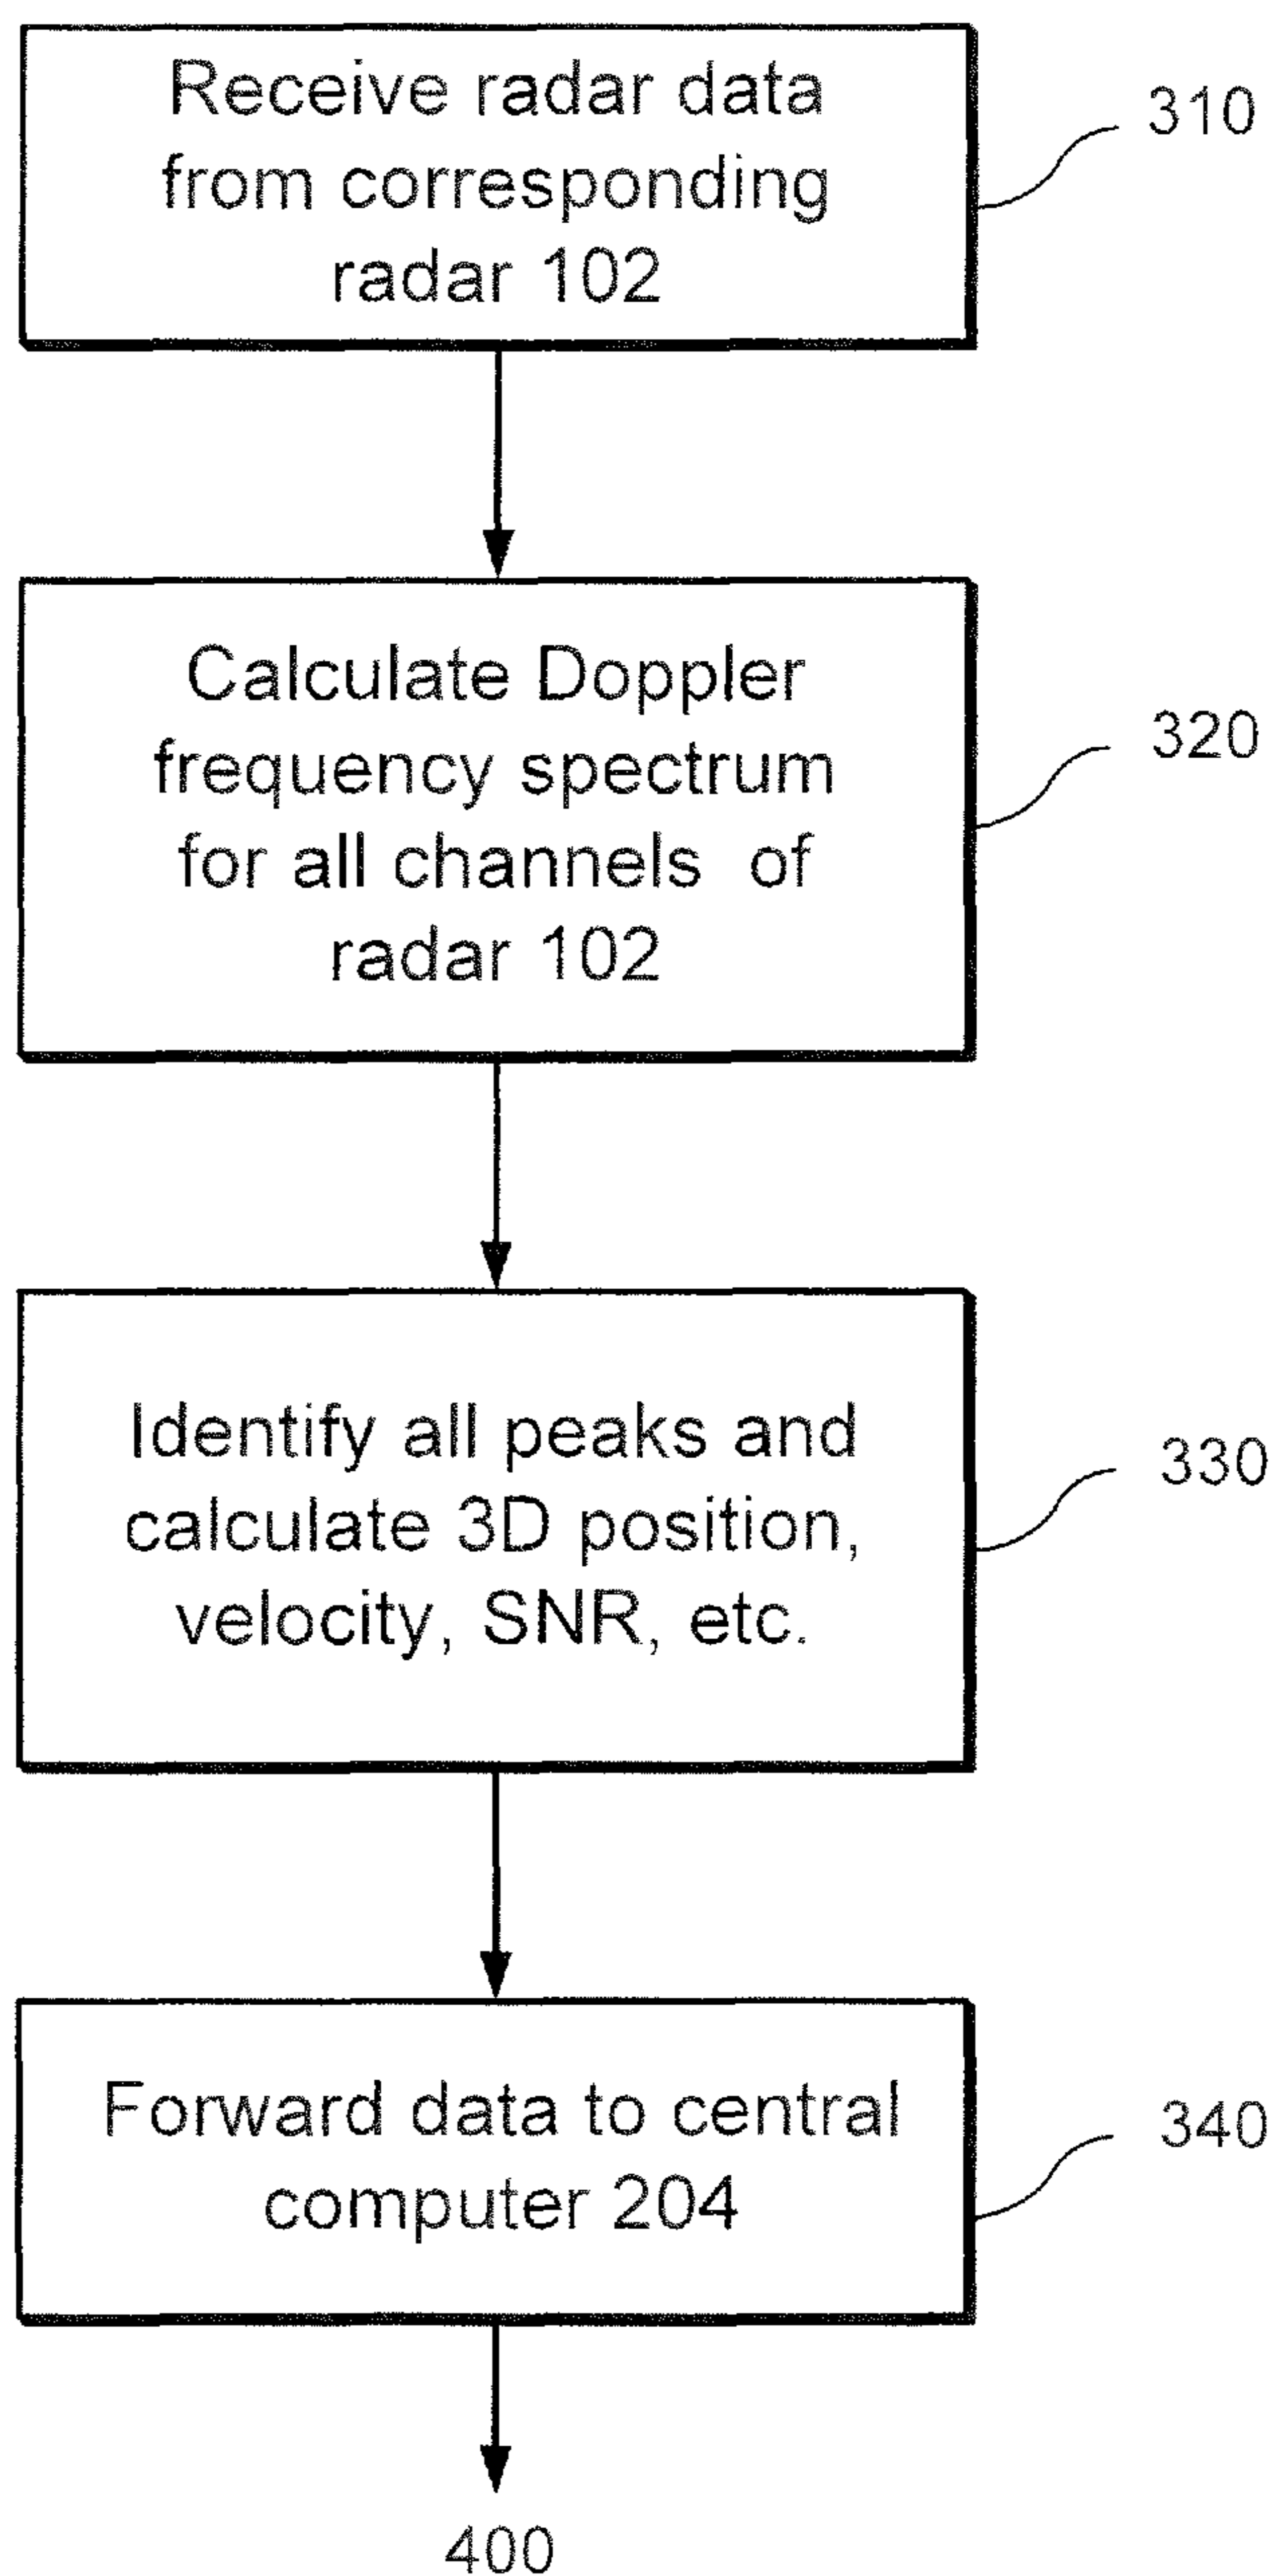 Receive radar data
from corresponding
radar 102
310
Calculate Doppler
frequency spectrum
for all channels of
radar 102
320
Identify all peaks and
calculate 3D position,
velocity, SNR, etc.
330
Forward data to central
computer 204
340
400